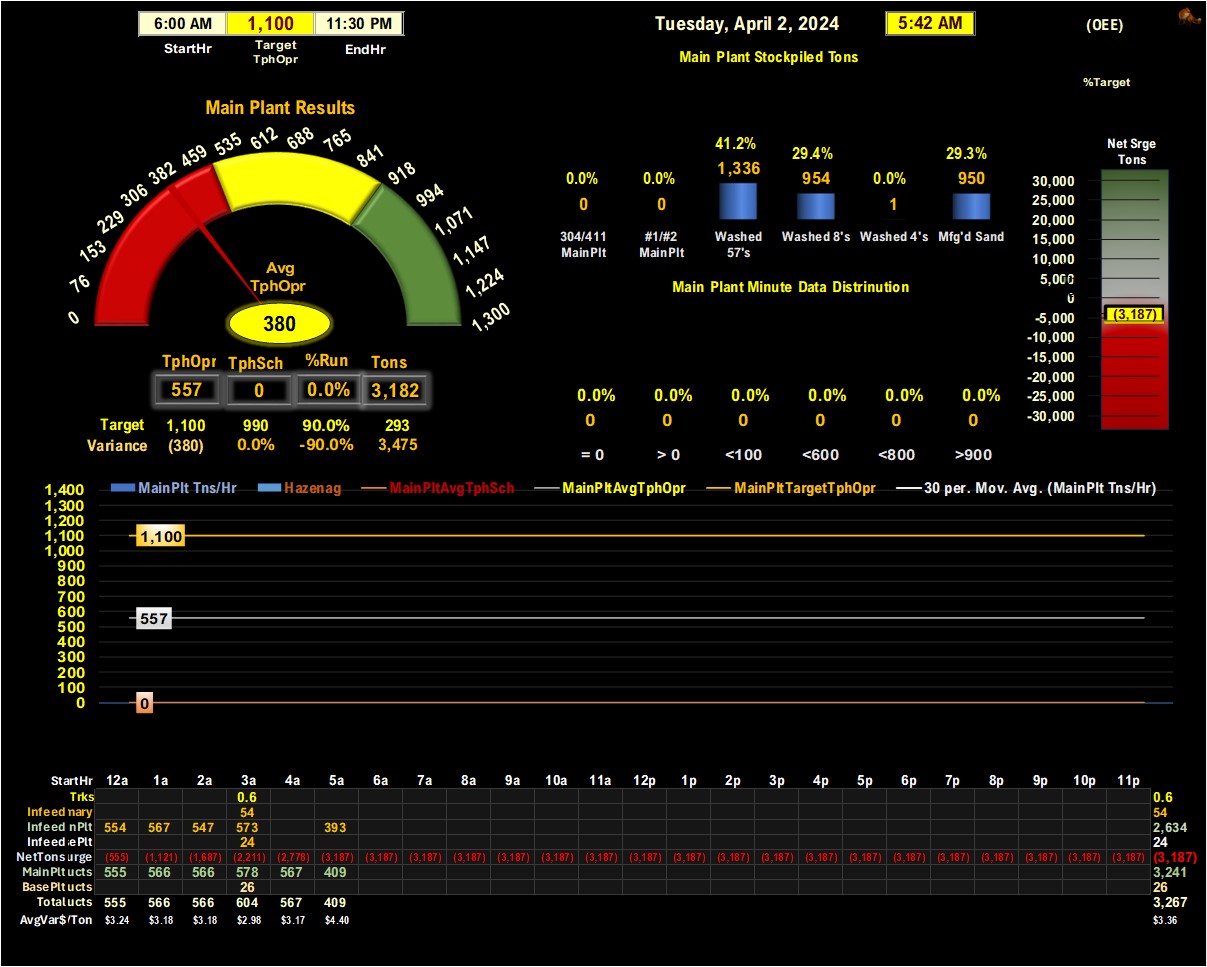 6:00 AM 1,100 11:30 PM
StartHr Target TphOpr EndHr
Tuesday, April 2, 2024 5:42 AM (OEE)
Main Plant Stockpiled Tons
%Target
Main Plant Results
0 76 153 229 306 382 459 535 612 688 765 841 918 994 1,071 1,147 1,224 1,300
Avg
TphOpr
380
TphOpr TphSch %Run Tons
557 0 0.0% 3,182
Target 1,100 990 90.0% 293
Variance (380) 0.0% -90.0% 3,475
0.0% 0.0% 41.2% 29.4% 0.0% 29.3%
0 0 1,336 954 1 950
304/411 MainPlt #1/#2 MainPlt Washed 57's Washed 8's Washed 4's Mfg'd Sand
Main Plant Minute Data Distrinution
0.0% 0.0% 0.0% 0.0% 0.0% 0.0%
0 0 0 0 0 0
= 0 > 0 <100 <600 <800 >900
Net Srge
Tons
30,000
25,000
20,000
15,000
10,000
5,000
0
(3,187)
-5,000
-10,000
-15,000
-20,000
-25,000
-30,000
MainPlt Tns/Hr Hazenag MainPltAvgTphSch MainPltAvgTphOpr MainPltTargetTphOpr 30 per. Mov. Avg. (MainPlt Tns/Hr)
1,400
1,300
1,200
1,100 1,100
1,000
900
800
700
600
557
500
400
300
200
100
0 0
StartHr 12a 1a 2a 3a 4a 5a 6a 7a 8a 9a 10a 11a 12p 1p 2p 3p 4p 5p 6p 7p 8p 9p 10p 11p
Trks 0.6 0.6
Infeed mary 54 54
Infeed nPlt 554 567 547 573 393 2,634
Infeed ePlt 24 24
NetTons urge (555) (1,121) (1,687) (2,211) (2,778) (3,187) (3,187) (3,187) (3,187) (3,187) (3,187) (3,187) (3,187) (3,187) (3,187) (3,187) (3,187) (3,187) (3,187) (3,187) (3,187) (3,187) (3,187) (3,187) (3,187)
MainPlt ucts 555 566 566 578 567 409 3,241
BasePlt ucts 26 26
Total ucts 555 566 566 604 567 409 3,267
AvgVar$/Ton $3.24 $3.18 $3.18 $2.98 $3.17 $4.40 $3.36